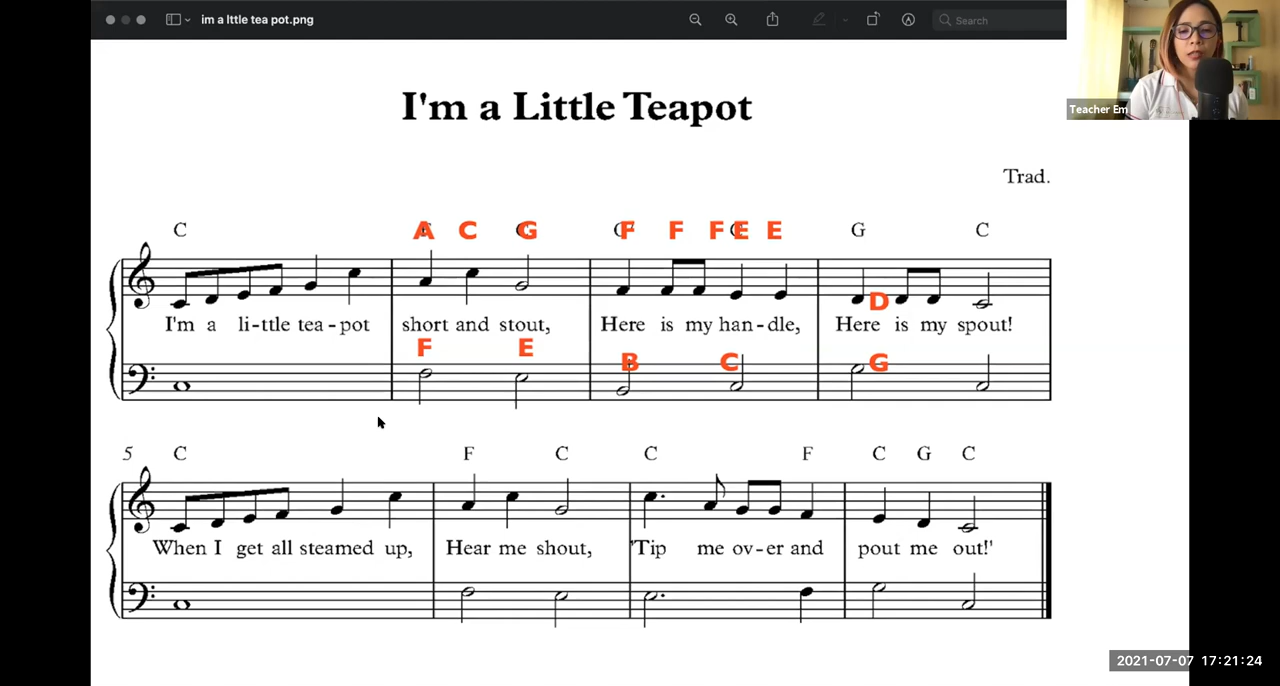 im a lttle tea pot.png
Search
Teacher Em
I'm a Little Teapot
Trad.
C A C G F F F E E G C
I'm a li-ttle tea-pot short and stout, Here is my han-dle, Here is my spout!
D
F E B C G
5 C F C C F C G C
When I get all steamed up, Hear me shout, 'Tip me ov-er and pout me out!'
2021-07-07 17:21:24